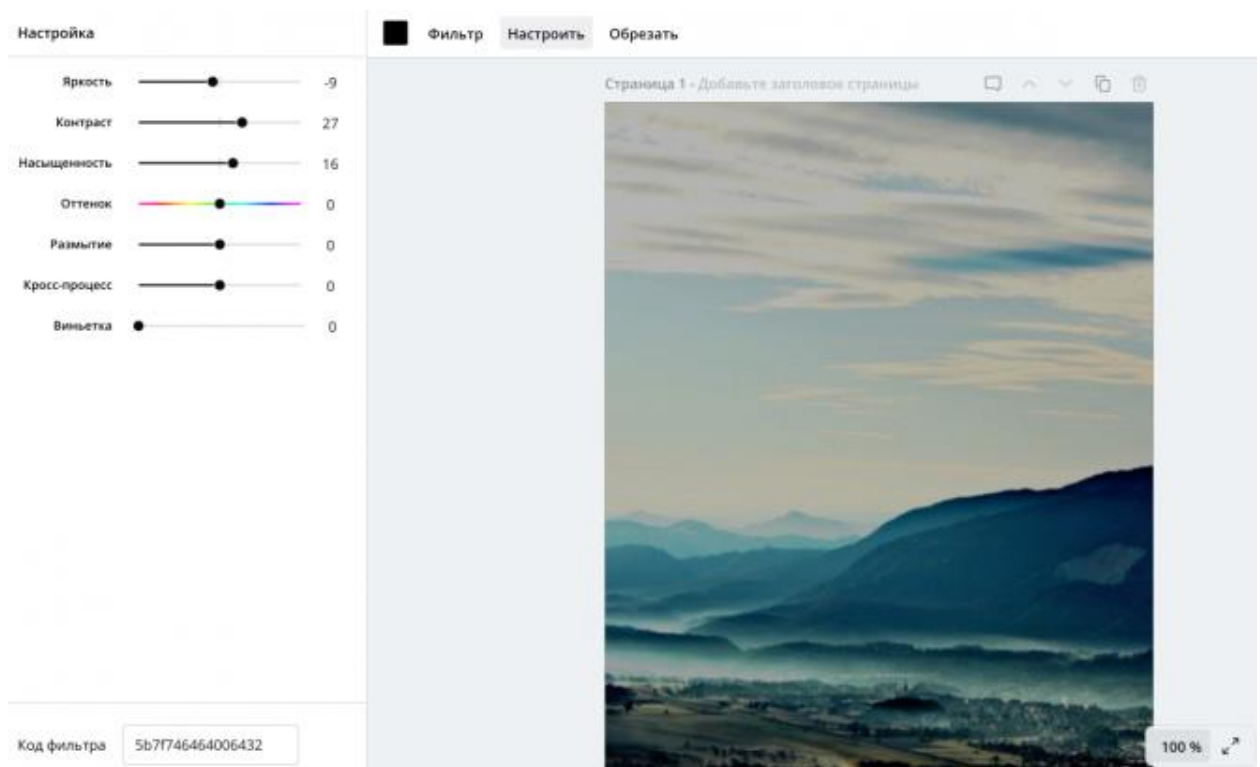 Настройка
Фильтр Настроить Обрезать
Яркость -9
Контраст 27
Насыщенность 16
Оттенок 0
Размытие 0
Кросс-процесс 0
Виньетка 0
Страница 1 - Добавьте заголовок страницы
Код фильтра 5b7f746464006432
100 %